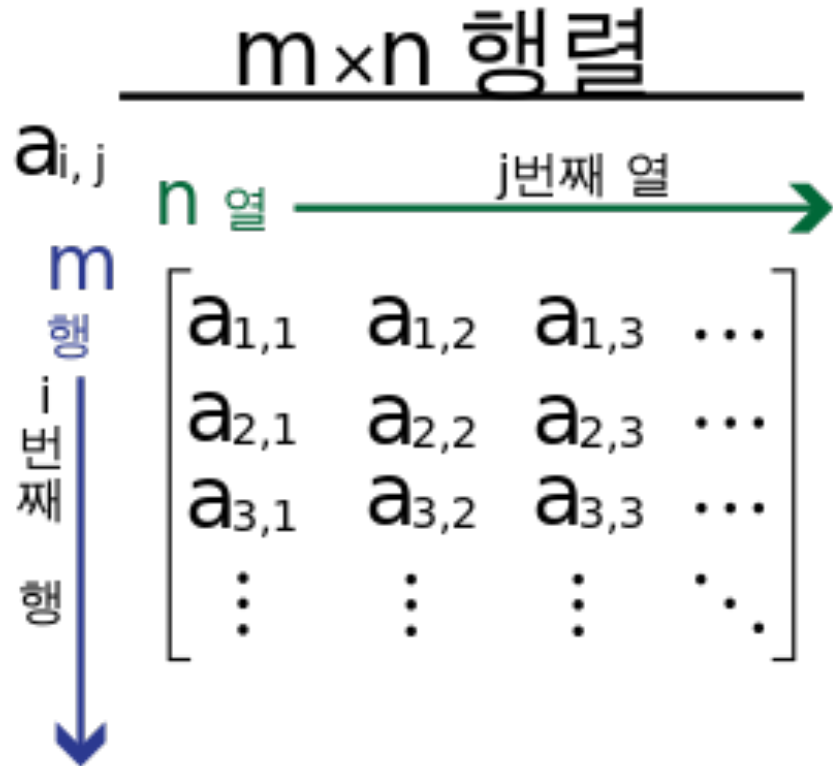 m×n 행렬
a i, j
n 열
j번째 열
m
행
i
번
째
행
a1,1 a1,2 a1,3 ⋯
a2,1 a2,2 a2,3 ⋯
a3,1 a3,2 a3,3 ⋯
⋮ ⋮ ⋮ ⋱